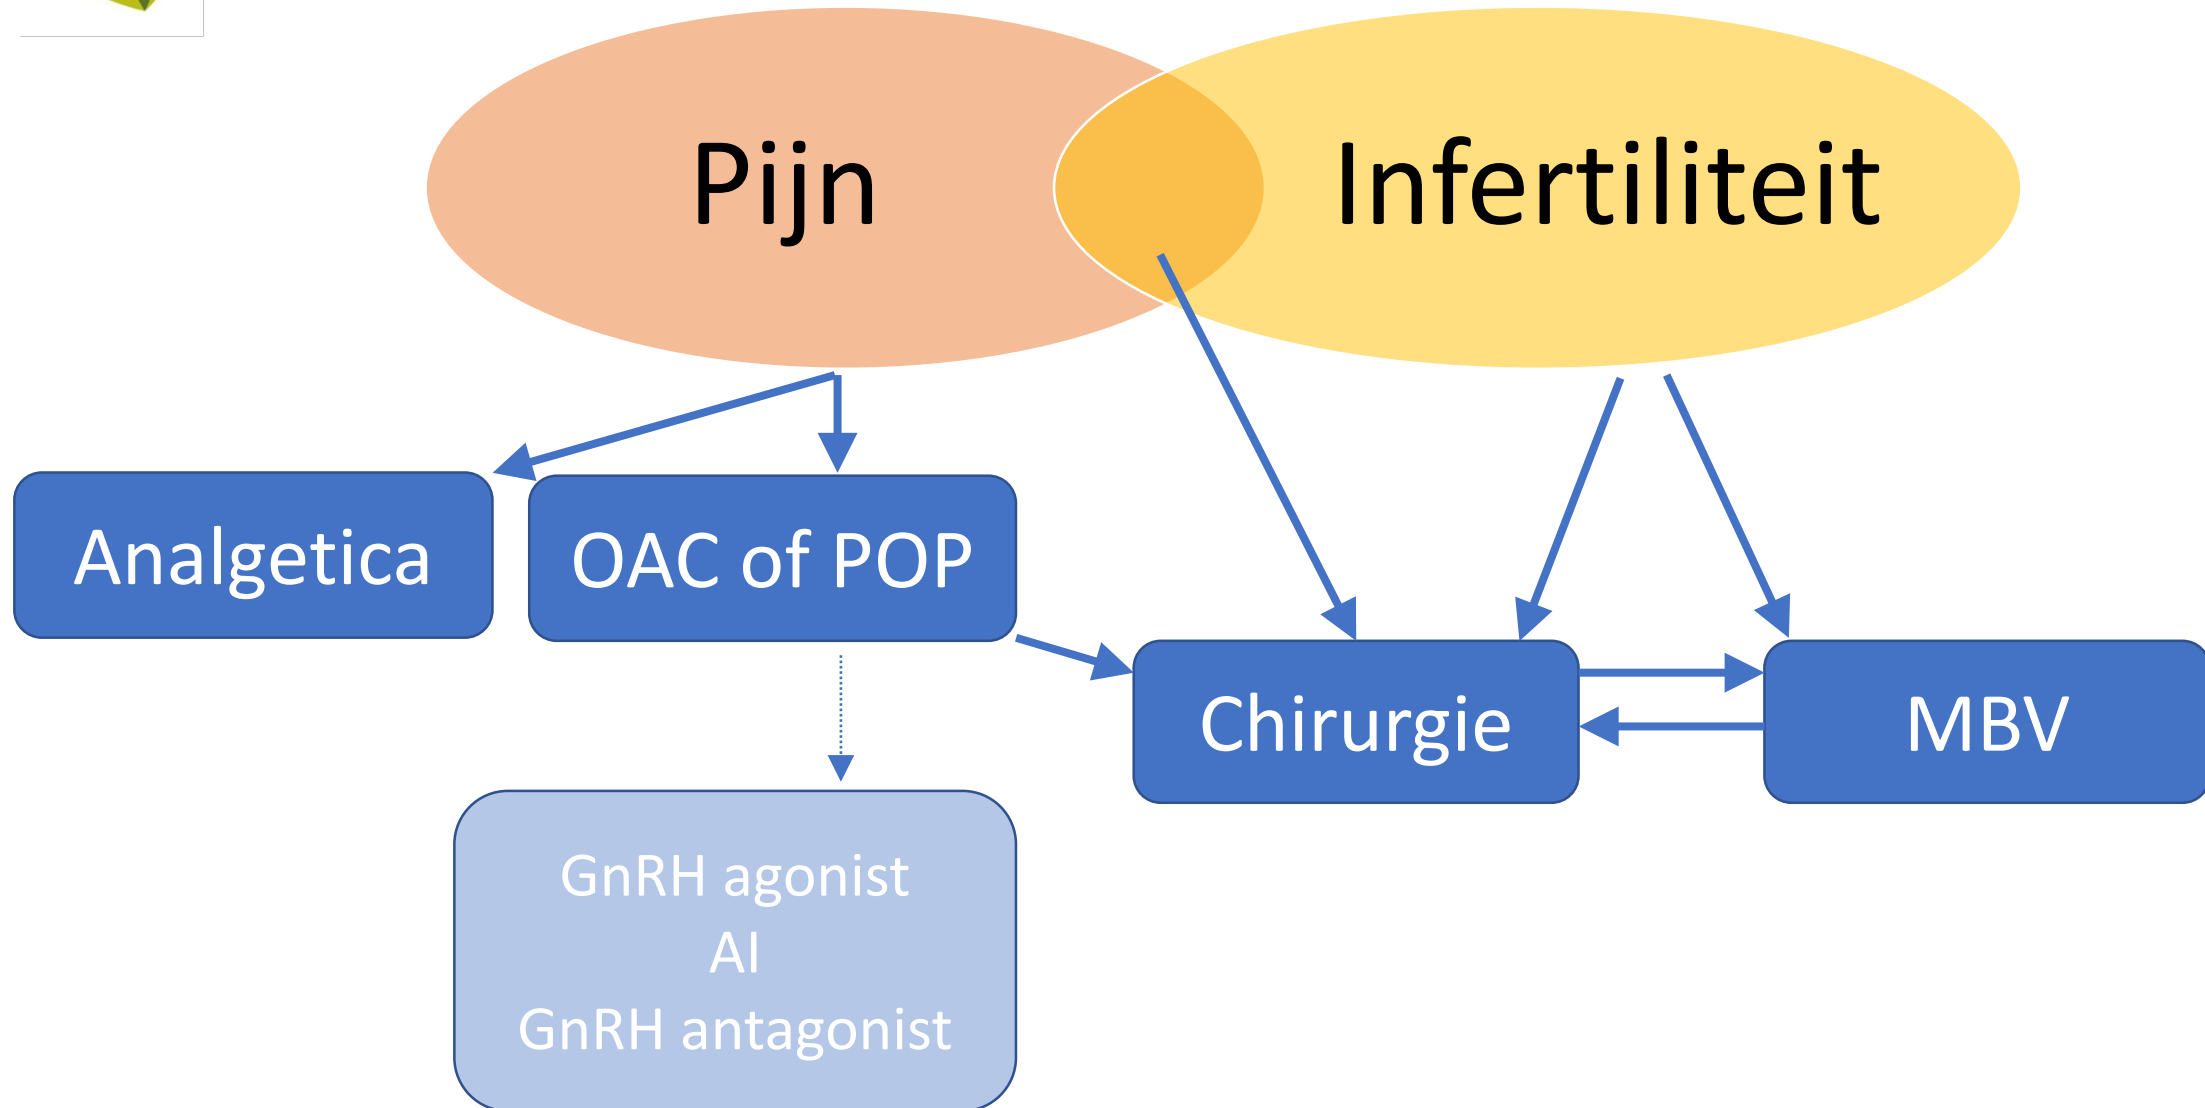 Pijn
Infertiliteit
Analgetica
OAC of POP
Chirurgie
MBV
GnRH agonist
AI
GnRH antagonist